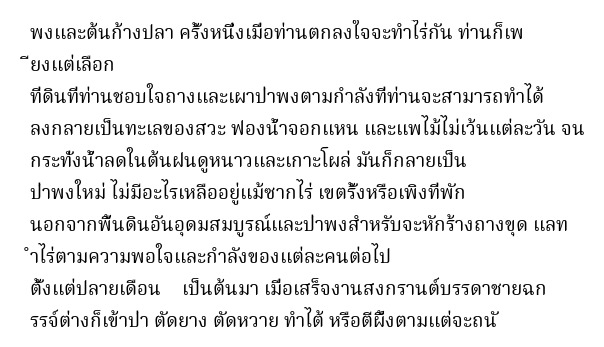 พงและต้นก้างปลา ครั้งหนึ่งเมื่อท่านตกลงใจจะทำไร่กัน ท่านก็เพ
ียงแต่เลือก
ที่ดินที่ท่านชอบใจถางและเผาป่าพงตามกำลังที่ท่านจะสามารถทำได้
ลงกลายเป็นทะเลของสวะ ฟองน้ำจอกแหน และแพไม้ไม่เว้นแต่ละวัน จน
กระทั่งน้ำลดในต้นฝนดูหนาวและเกาะโผล่ มันก็กลายเป็น
ป่าพงใหม่ ไม่มีอะไรเหลืออยู่แม้ซากไร่ เขตรั้งหรือเพิงที่พัก
นอกจากพื้นดินอันอุดมสมบูรณ์และป่าพงสำหรับจะหักร้างถางขุด แลท
ำไร่ตามความพอใจและกำลังของแต่ละคนต่อไป
ตั้งแต่ปลายเดือน เป็นต้นมา เมื่อเสร็จงานสงกรานต์บรรดาชายฉก
รรจ์ต่างก็เข้าป่า ตัดยาง ตัดหวาย ทำไต้ หรือตีผึ้งตามแต่จะถนั